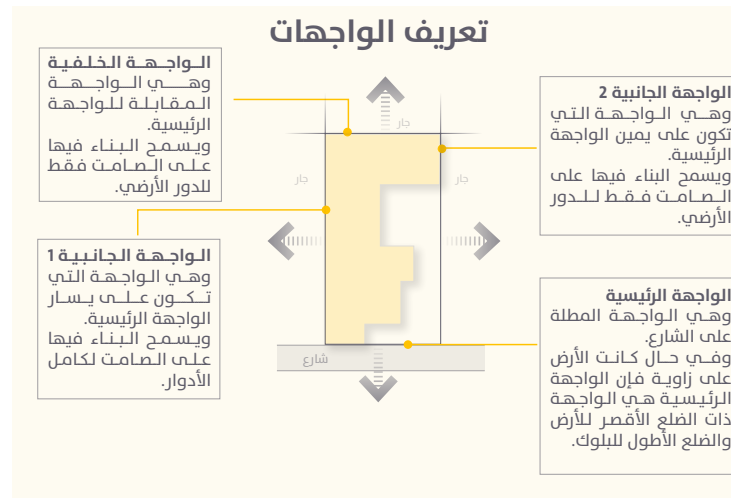 تعريف الواجهات
الواجهة الجانبية 2
وهي الواجهة التي
تكون على يمين الواجهة
الرئيسية.
ويسمح البناء فيها على
الصامت فقط للدور
الأرضي.
الواجهة الرئيسية
وهي الواجهة المطلة
على الشارع.
وفي حال كانت الأرض
على زاوية فإن الواجهة
الرئيسية هي الواجهة
ذات الضلع الأقصر للأرض
والضلع الأطول للبلوك.
جار
جار
جار
شارع
الواجهة الخلفية
وهي الواجهة
المقابلة للواجهة
الرئيسية.
ويسمح البناء فيها
على الصامت فقط
للدور الأرضي.
الواجهة الجانبية 1
وهي الواجهة التي
تكون على يسار
الواجهة الرئيسية.
ويسمح البناء فيها
على الصامت لكامل
الأدوار.